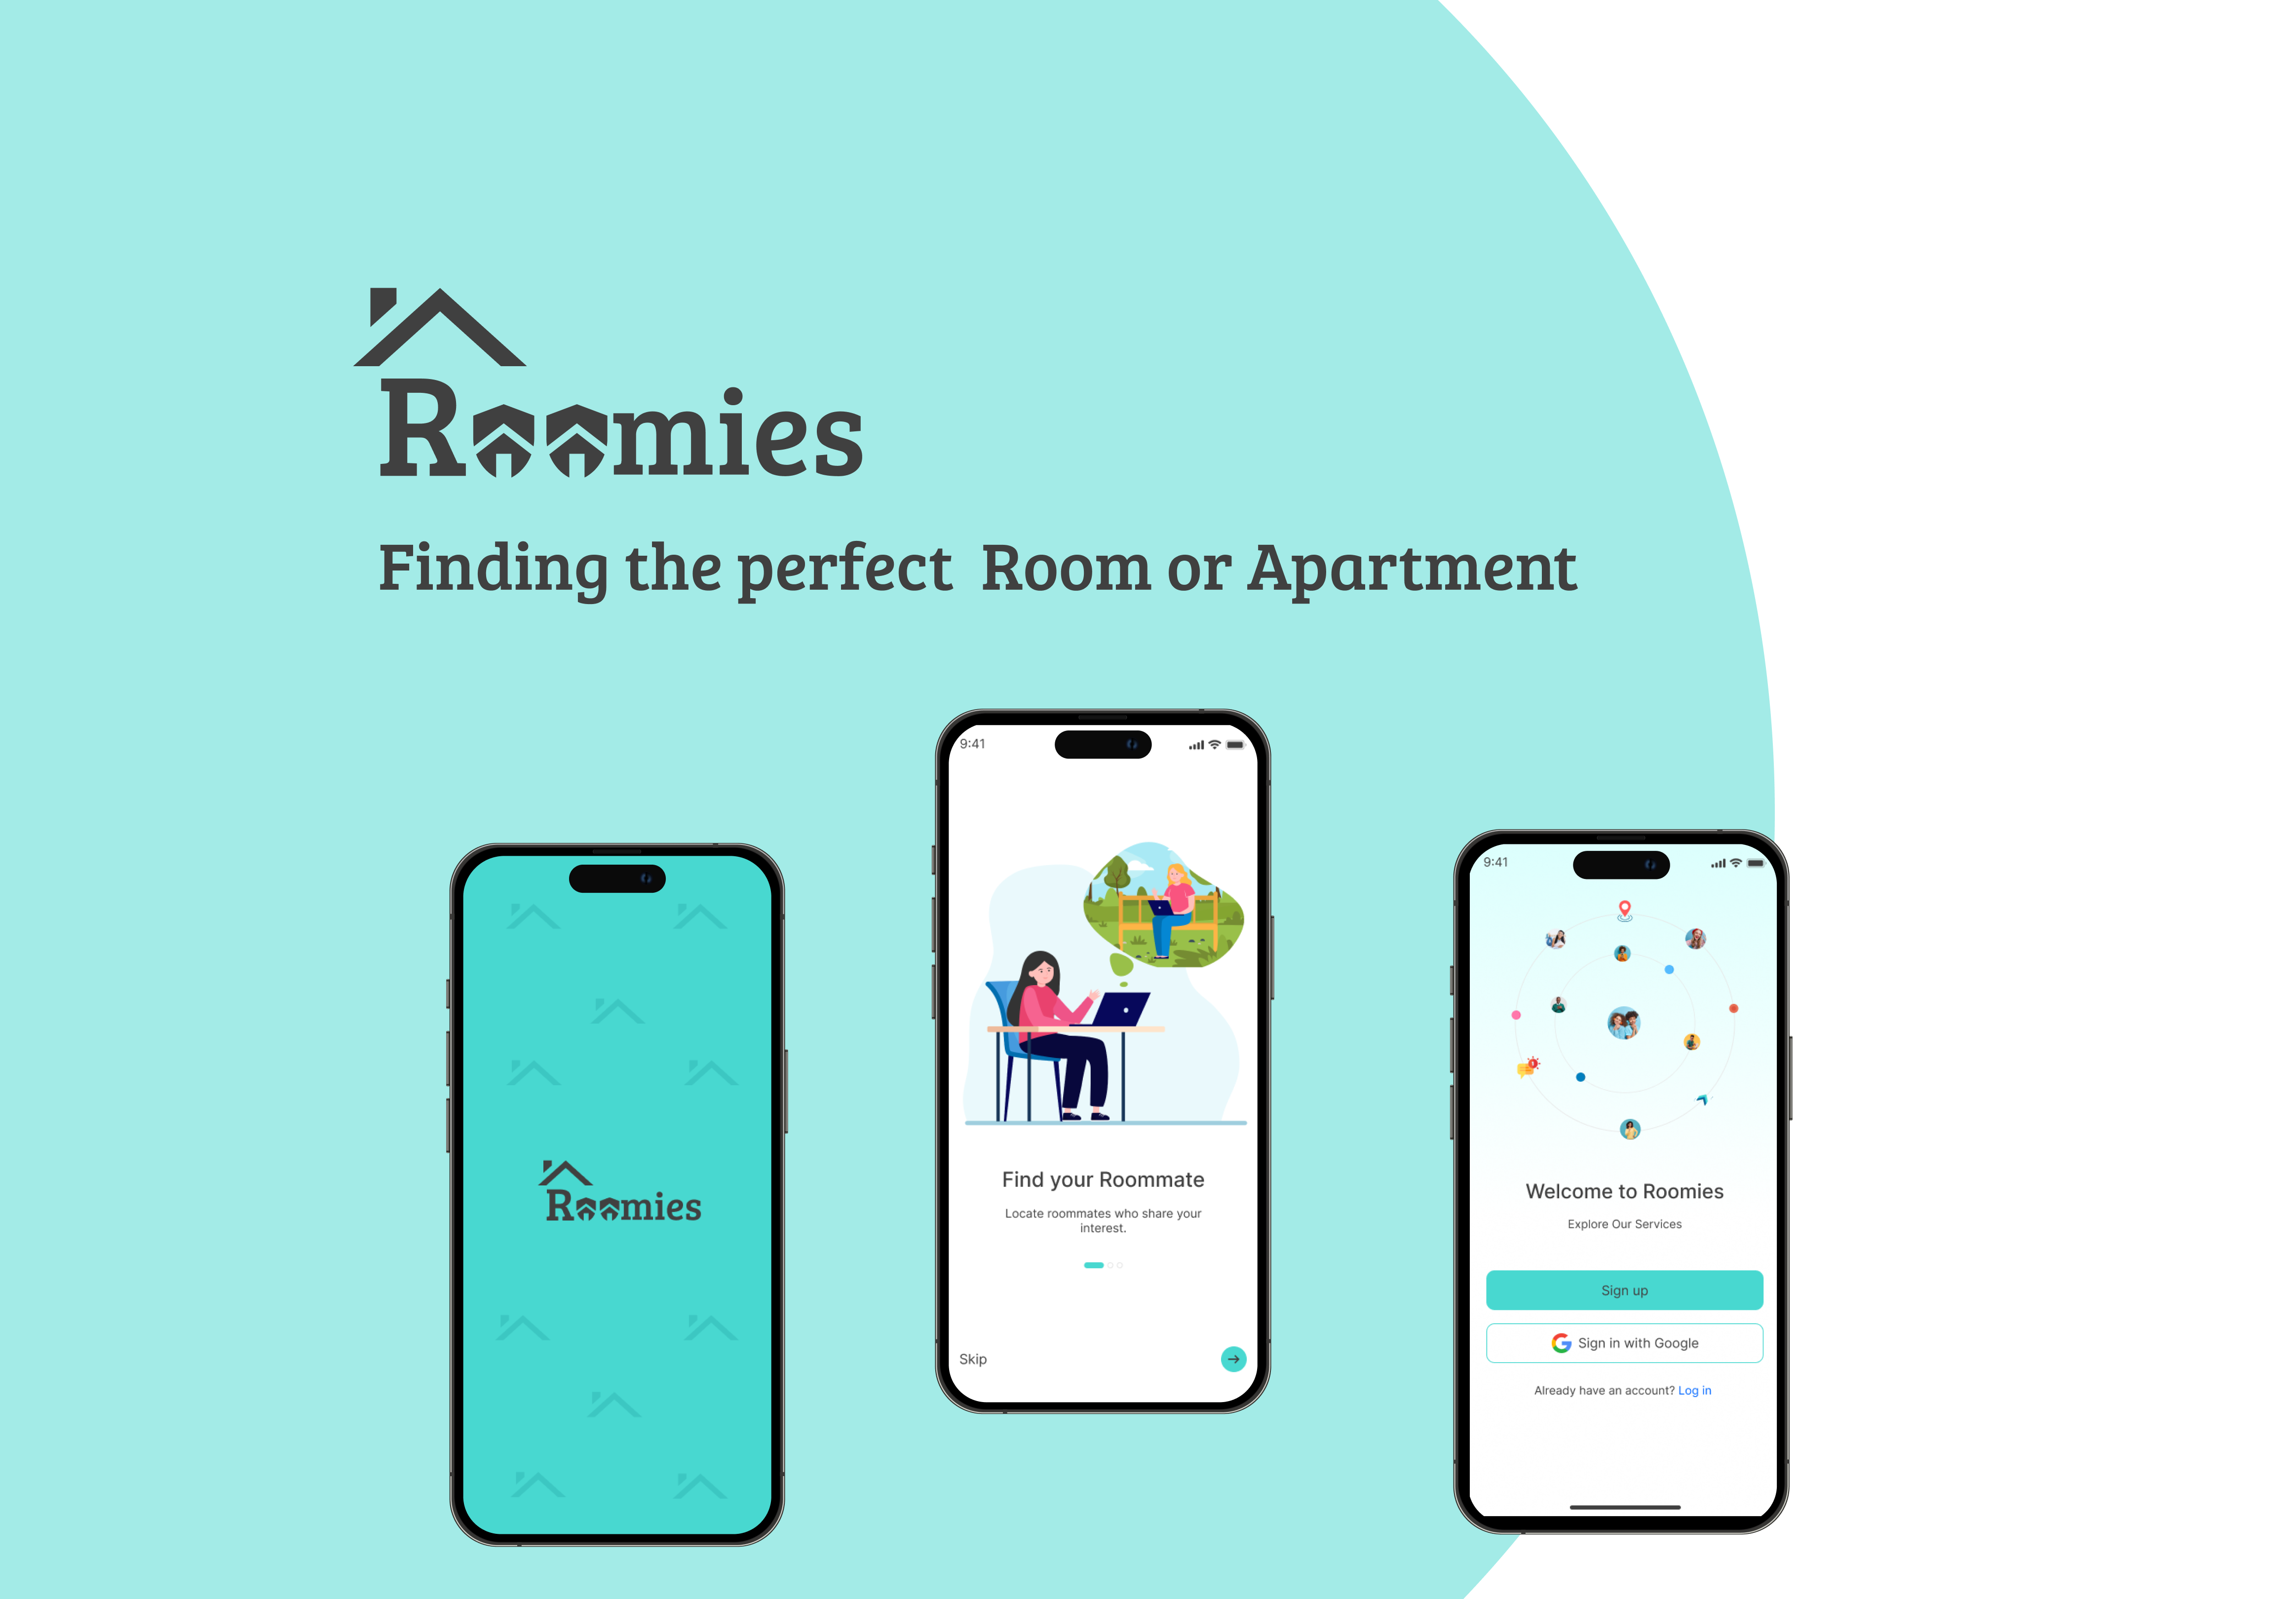 Roomies
Finding the perfect  Room or Apartment
Roomies
9:41
Find your Roommate
Locate roommates who share your
interest.
Skip
9:41
Welcome to Roomies
Explore Our Services
Sign up
Sign in with Google
Already have an account? Log in